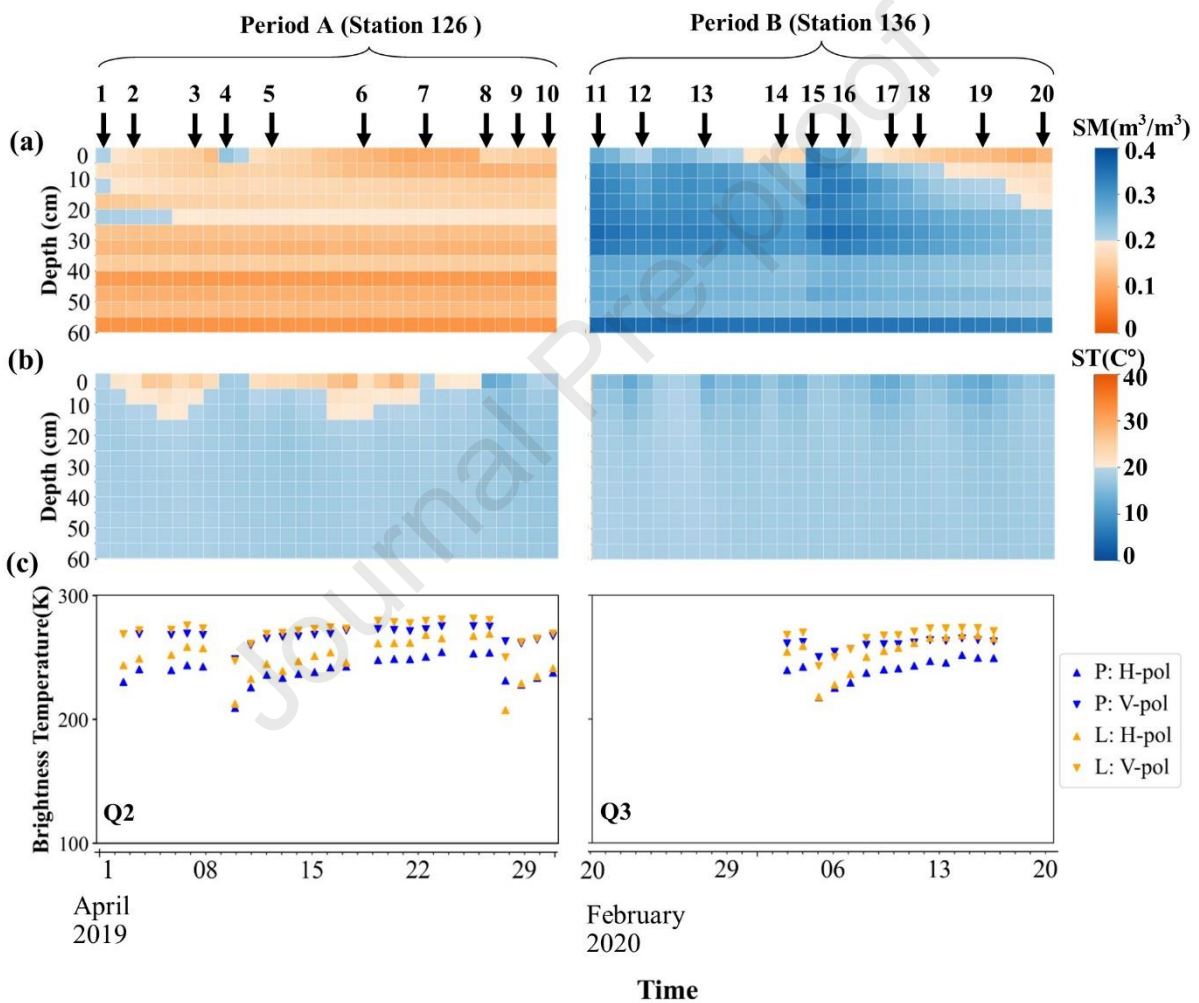 Period A (Station 126 )
Period B (Station 136 )
1 2 3 4 5 6 7 8 9 10
11 12 13 14 15 16 17 18 19 20
(a)
SM(m³/m³)
0
10
20
30
40
50
60
Depth (cm)
0.4
0.3
0.2
0.1
0
(b)
ST(C°)
0
10
20
30
40
50
60
Depth (cm)
40
30
20
10
0
(c)
Brightness Temperature(K)
300
200
100
Q2
Q3
P: H-pol
P: V-pol
L: H-pol
L: V-pol
1 08 15 22 29
20 29 06 13 20
April
2019
February
2020
Time
Journal Pre-proof